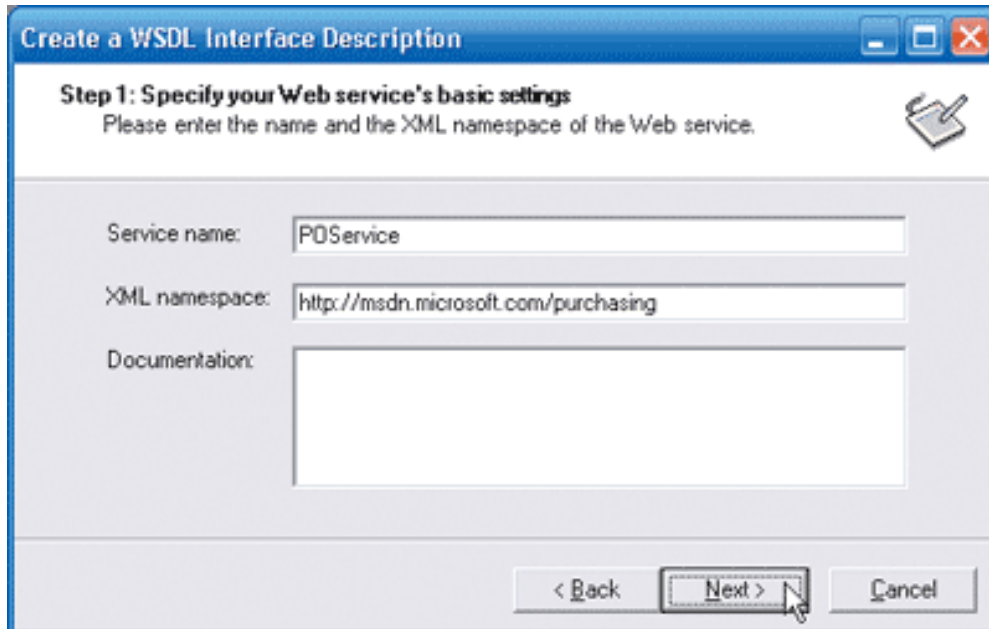 Create a WSDL Interface Description
Step 1: Specify your Web service's basic settings
Please enter the name and the XML namespace of the Web service.
Service name:
POService
XML namespace:
http://msdn.microsoft.com/purchasing
Documentation:
< Back
Next >
Cancel